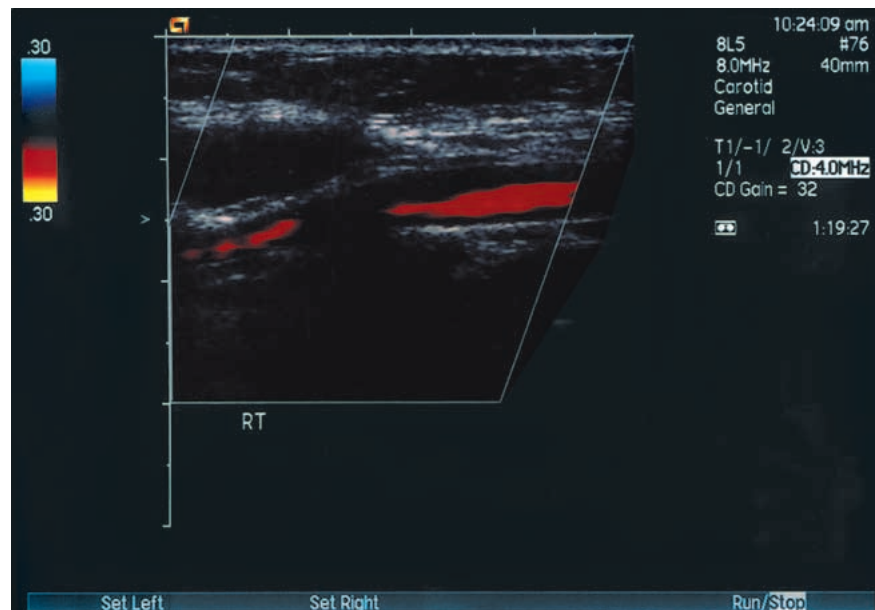 10:24:09 am
.30
8L5 #76
8.0MHz 40mm
Carotid
General
T1/-1/ 2/V:3
1/1 CD:4.0MHz
CD Gain = 32
.30
>
1:19:27
RT
Set Left Set Right Run/Stop